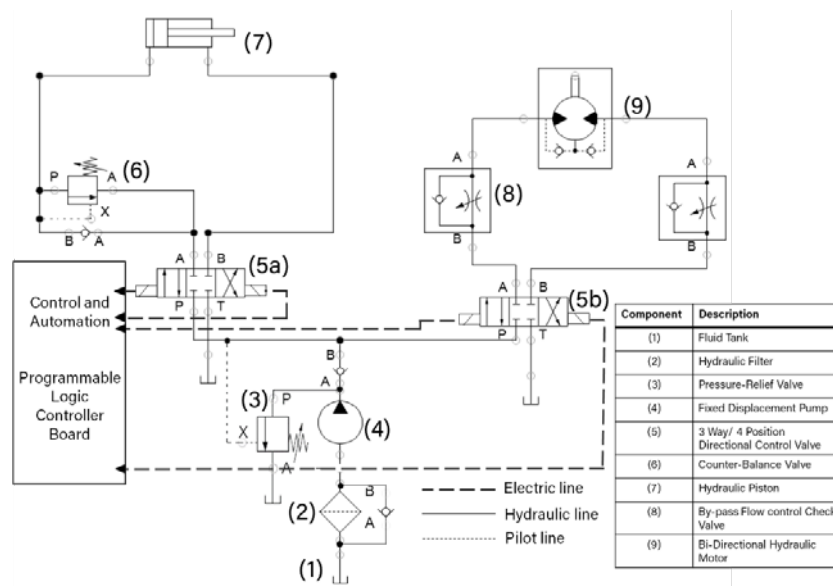 (7)
(9)
A
(8)
B
A
B
P
A
(6)
X
B
A
A
B
(5a)
P
T
A
B
(5b)
P
T
Control and
Automation
Programmable
Logic
Controller
Board
B
A
P
(3)
X
A
(4)
B
(2)
A
(1)
Electric line
Hydraulic line
Pilot line
Component Description
(1) Fluid Tank
(2) Hydraulic Filter
(3) Pressure-Relief Valve
(4) Fixed Displacement Pump
(5) 3 Way/ 4 Position
Directional Control Valve
(6) Counter-Balance Valve
(7) Hydraulic Piston
(8) By-pass Flow control Check
Valve
(9) Bi-Directional Hydraulic
Motor